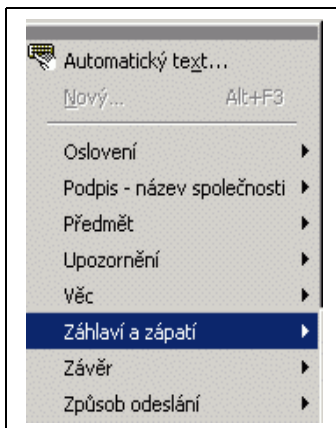 Automatický text...
Nový... Alt+F3
Oslovení
Podpis - název společnosti
Předmět
Upozornění
Věc
Záhlaví a zápatí
Závěr
Způsob odeslání